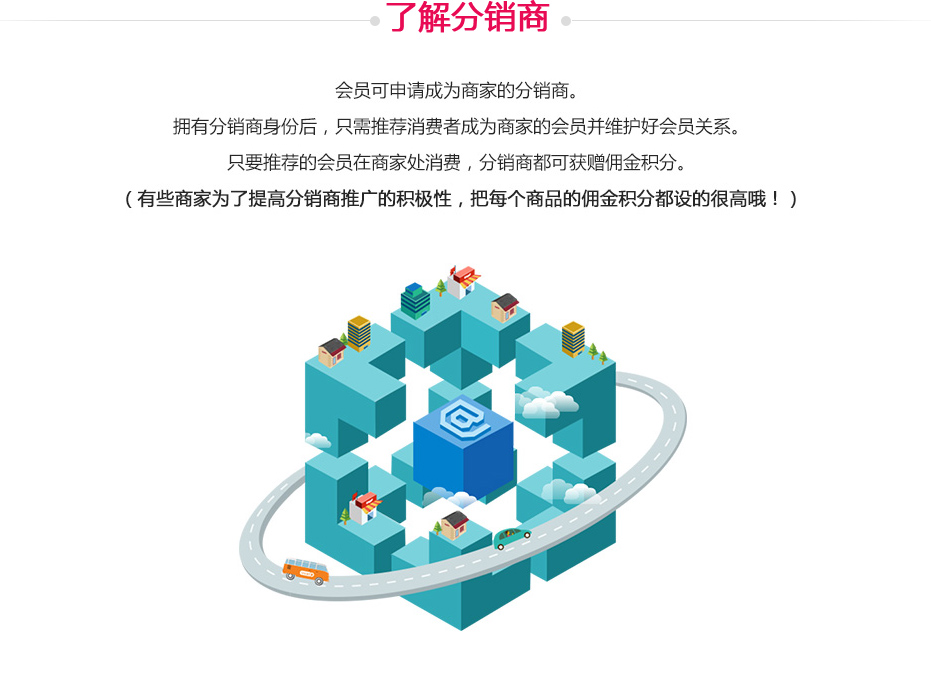 了解分销商
会员可申请成为商家的分销商。
拥有分销商身份后，只需推荐消费者成为商家的会员并维护好会员关系。
只要推荐的会员在商家处消费，分销商都可获赠佣金积分。
（有些商家为了提高分销商推广的积极性，把每个商品的佣金积分都设的很高哦！）
@